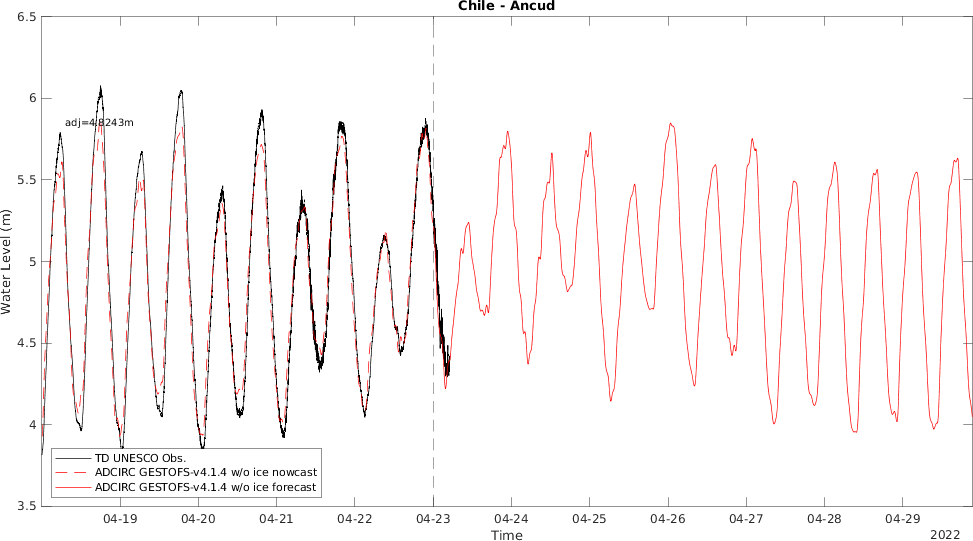 Chile - Ancud
6.5
6
5.5
5
4.5
4
3.5
Water Level (m)
adj=4.8243m
TD UNESCO Obs.
ADCIRC GESTOFS-v4.1.4 w/o ice nowcast
ADCIRC GESTOFS-v4.1.4 w/o ice forecast
04-19 04-20 04-21 04-22 04-23 04-24 04-25 04-26 04-27 04-28 04-29
Time
2022